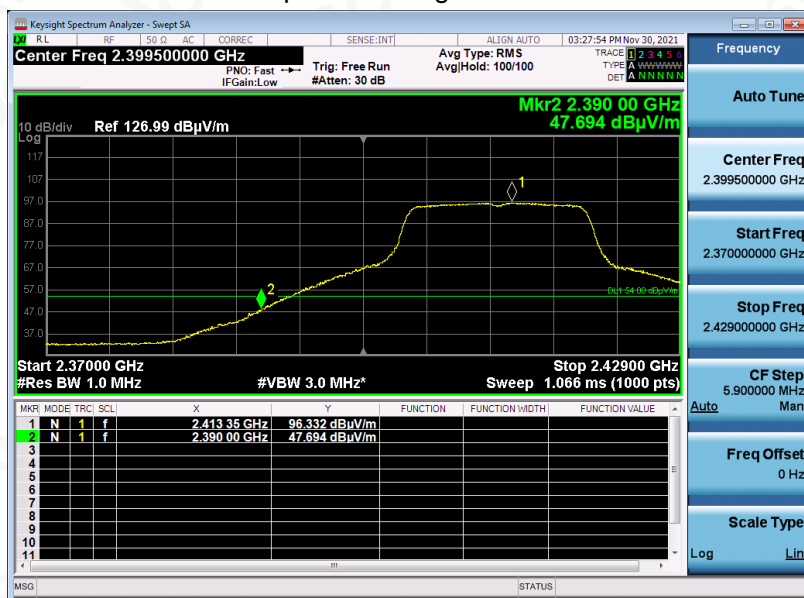 Keysight Spectrum Analyzer - Swept SA
LXI RL RF 50 Ω AC CORREC SENSE:INT ALIGN AUTO 03:27:54 PM Nov 30, 2021
Center Freq 2.399500000 GHz
PNO: Fast
IFGain:Low
Trig: Free Run
#Atten: 30 dB
Avg Type: RMS
Avg|Hold: 100/100
TRACE 1 2 3 4 5 6
TYPE A WWWWW
DET A N N N N N
Mkr2 2.390 00 GHz
47.694 dBµV/m
10 dB/div Ref 126.99 dBµV/m
Log
117
107
97.0
87.0
77.0
67.0
57.0
47.0
37.0
1
2
DL1 54.00 dBµV/m
Start 2.37000 GHz Stop 2.42900 GHz
#Res BW 1.0 MHz #VBW 3.0 MHz* Sweep 1.066 ms (1000 pts)
MKR MODE TRC SCL X Y FUNCTION FUNCTION WIDTH FUNCTION VALUE
1 N 1 f 2.413 35 GHz 96.332 dBµV/m
2 N 1 f 2.390 00 GHz 47.694 dBµV/m
3
4
5
6
7
8
9
10
11
MSG STATUS
Frequency
Auto Tune
Center Freq
2.399500000 GHz
Start Freq
2.370000000 GHz
Stop Freq
2.429000000 GHz
CF Step
5.900000 MHz
Auto Man
Freq Offset
0 Hz
Scale Type
Log Lin